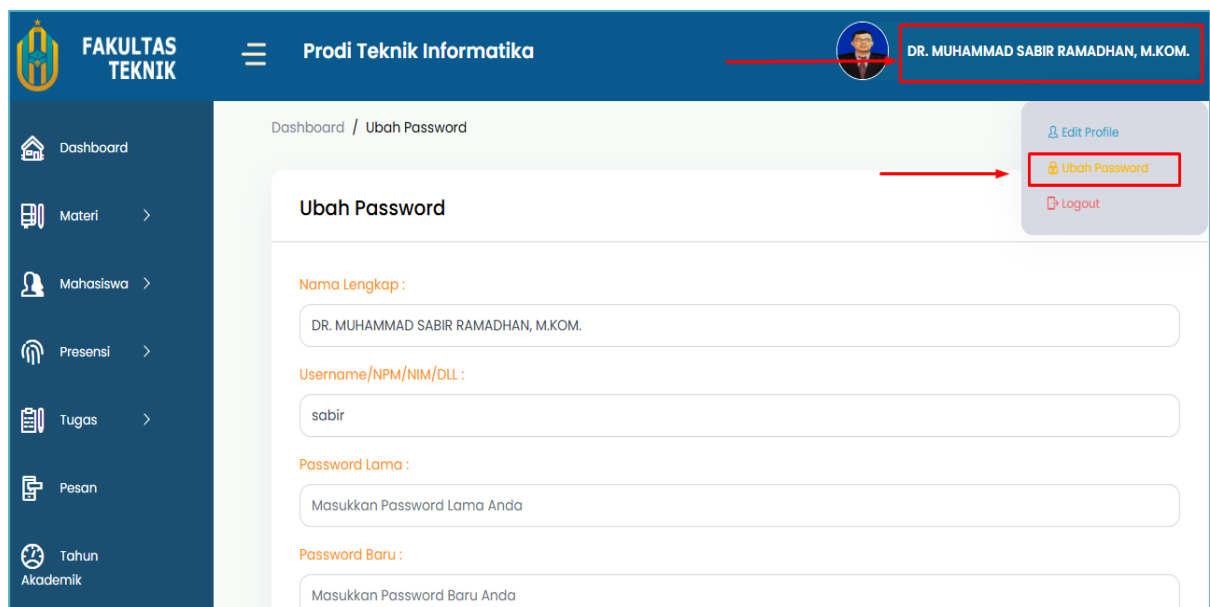 FAKULTAS
TEKNIK
Prodi Teknik Informatika
DR. MUHAMMAD SABIR RAMADHAN, M.KOM.
Dashboard / Ubah Password
Edit Profile
Ubah Password
Logout
Dashboard
Materi
Mahasiswa
Presensi
Tugas
Pesan
Tahun
Akademik
Ubah Password
Nama Lengkap :
DR. MUHAMMAD SABIR RAMADHAN, M.KOM.
Username/NPM/NIM/DLL :
sabir
Password Lama :
Masukkan Password Lama Anda
Password Baru :
Masukkan Password Baru Anda